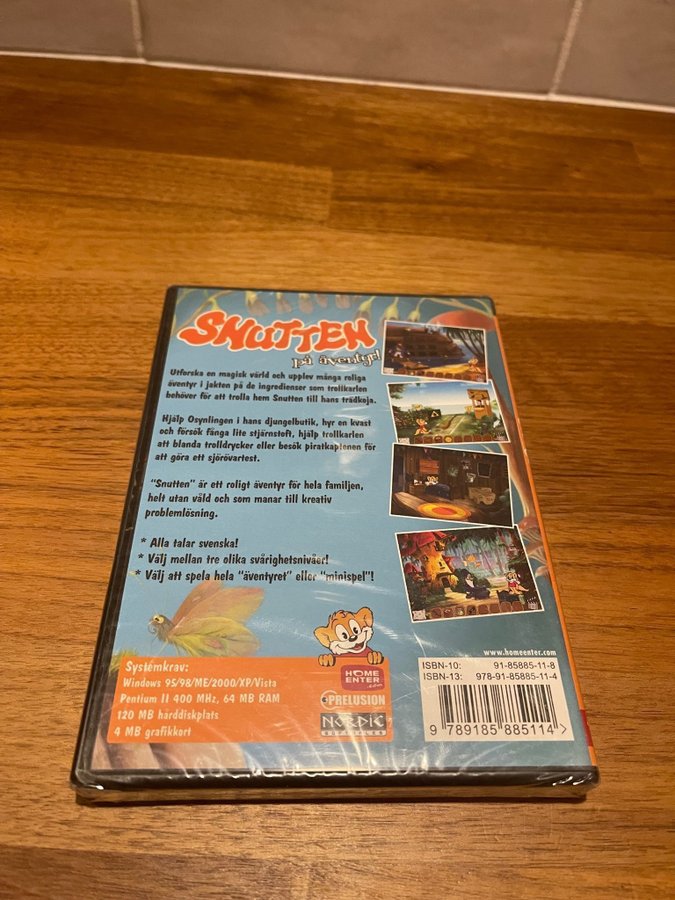 SNUTTEN
på äventyr!
Utforska en magisk värld och upplev många roliga
äventyr i jakten på de ingredienser som trollkarlen
behöver för att trolla hem Snutten till hans trädkoja.
Hjälp Osynlingen i hans djungelbutik, hyr en kvast
och försök fånga lite stjärnstoft, hjälp trollkarlen
att blanda trolldrycker eller besök piratkaptenen för
att göra ett sjörövartest.
"Snutten" är ett roligt äventyr för hela familjen,
helt utan våld och som manar till kreativ
problemlösning.
* Alla talar svenska!
* Välj mellan tre olika svårighetsnivåer!
* Välj att spela hela "äventyret" eller "minispel"!
Systemkrav:
Windows 95/98/ME/2000/XP/Vista
Pentium II 400 MHz, 64 MB RAM
120 MB hårddiskplats
4 MB grafikkort
HOME
ENTER
.com
PRELUSION
NORDIC
SOFTSALES
www.homeenter.com
ISBN-10: 91-85885-11-8
ISBN-13: 978-91-85885-11-4
9 789185 885114 >